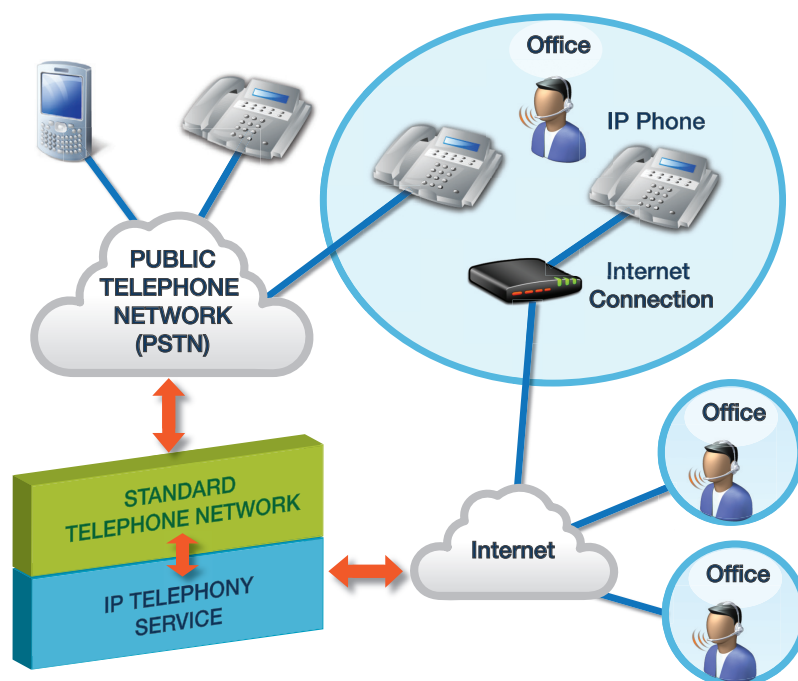 Office
IP Phone
Internet
Connection
PUBLIC
TELEPHONE
NETWORK
(PSTN)
STANDARD
TELEPHONE NETWORK
IP TELEPHONY
SERVICE
Internet
Office
Office